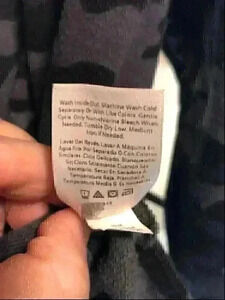 Wash Inside Out. Machine Wash Cold
Separately Or With Like Colors. Gentle
Cycle. Only Non-Chlorine Bleach When
Needed. Tumble Dry Low. Medium
Iron If Needed.
Lavar Del Revés. Lavar A Máquina En
Agua Fría Por Separado O Con Colores
Similares. Ciclo Delicado. Blanqueador
Sin Cloro Solamente Cuando Sea
Necesario. Secar En Secadora A
Temperatura Baja. Planchar A
Temperatura Media Si Es Necesario.